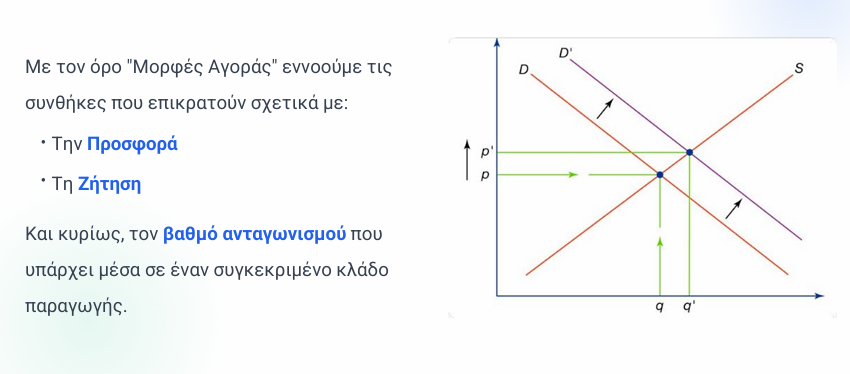 Με τον όρο "Μορφές Αγοράς" εννοούμε τις
συνθήκες που επικρατούν σχετικά με:
• Την Προσφορά
• Τη Ζήτηση
Και κυρίως, τον βαθμό ανταγωνισμού που
υπάρχει μέσα σε έναν συγκεκριμένο κλάδο
παραγωγής.
D'
D
S
p'
p
q
q'